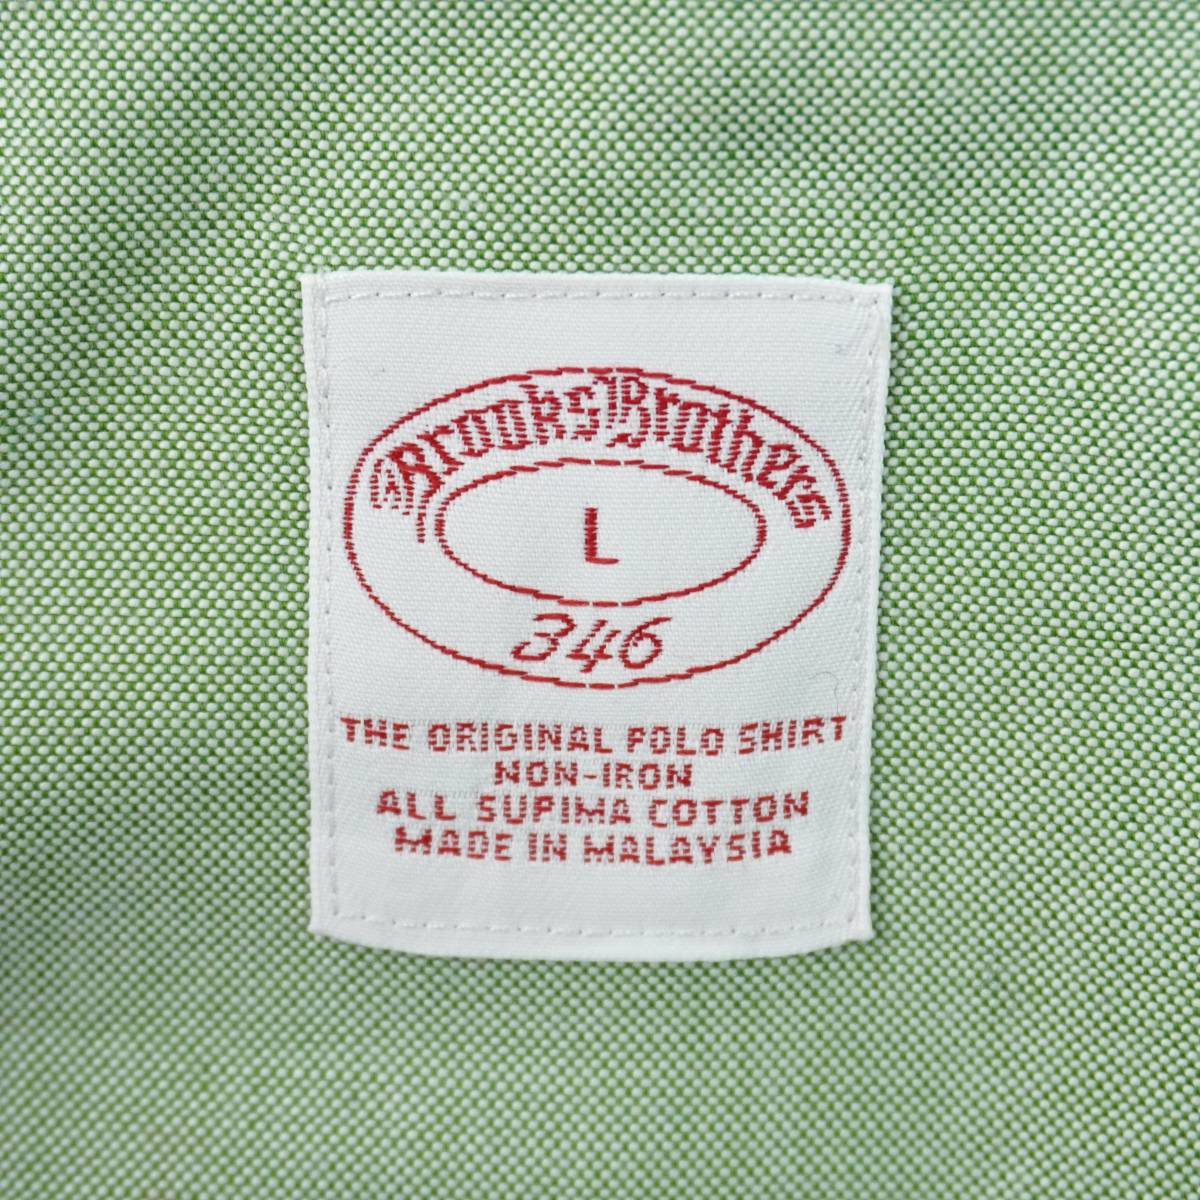 Brooks Brothers
L
346
THE ORIGINAL POLO SHIRT
NON-IRON
ALL SUPIMA COTTON
MADE IN MALAYSIA